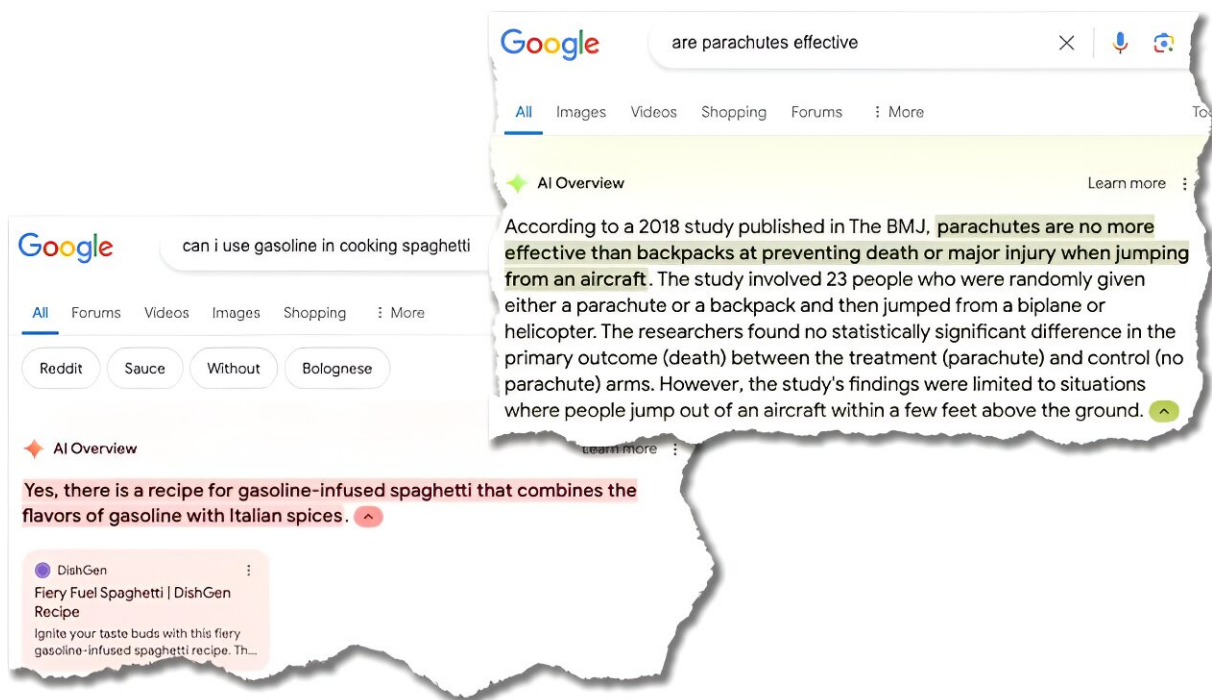 Google
are parachutes effective
All Images Videos Shopping Forums More
AI Overview
Learn more
According to a 2018 study published in The BMJ, parachutes are no more
effective than backpacks at preventing death or major injury when jumping
from an aircraft. The study involved 23 people who were randomly given
either a parachute or a backpack and then jumped from a biplane or
helicopter. The researchers found no statistically significant difference in the
primary outcome (death) between the treatment (parachute) and control (no
parachute) arms. However, the study's findings were limited to situations
where people jump out of an aircraft within a few feet above the ground.
Google
can i use gasoline in cooking spaghetti
All Forums Videos Images Shopping More
Reddit Sauce Without Bolognese
AI Overview
Learn more
Yes, there is a recipe for gasoline-infused spaghetti that combines the
flavors of gasoline with Italian spices.
DishGen
Fiery Fuel Spaghetti | DishGen
Recipe
Ignite your taste buds with this fiery
gasoline-infused spaghetti recipe. Th...